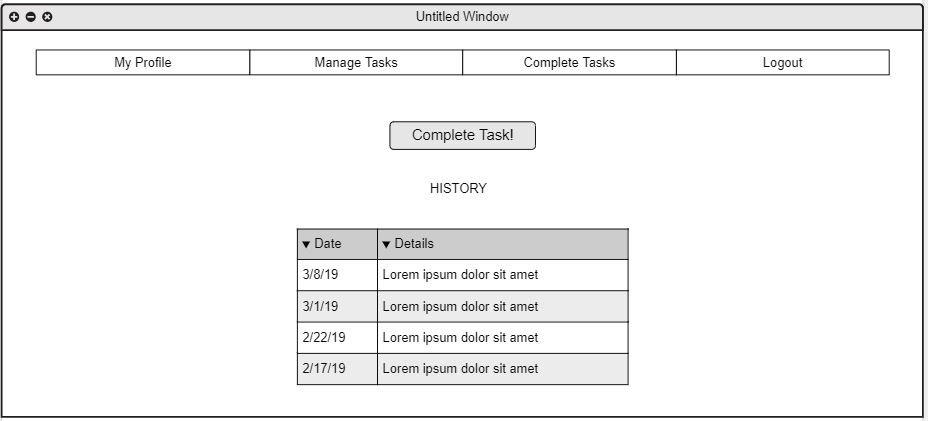 Untitled Window
My Profile Manage Tasks Complete Tasks Logout
Complete Task!
HISTORY
Date Details
3/8/19 Lorem ipsum dolor sit amet
3/1/19 Lorem ipsum dolor sit amet
2/22/19 Lorem ipsum dolor sit amet
2/17/19 Lorem ipsum dolor sit amet